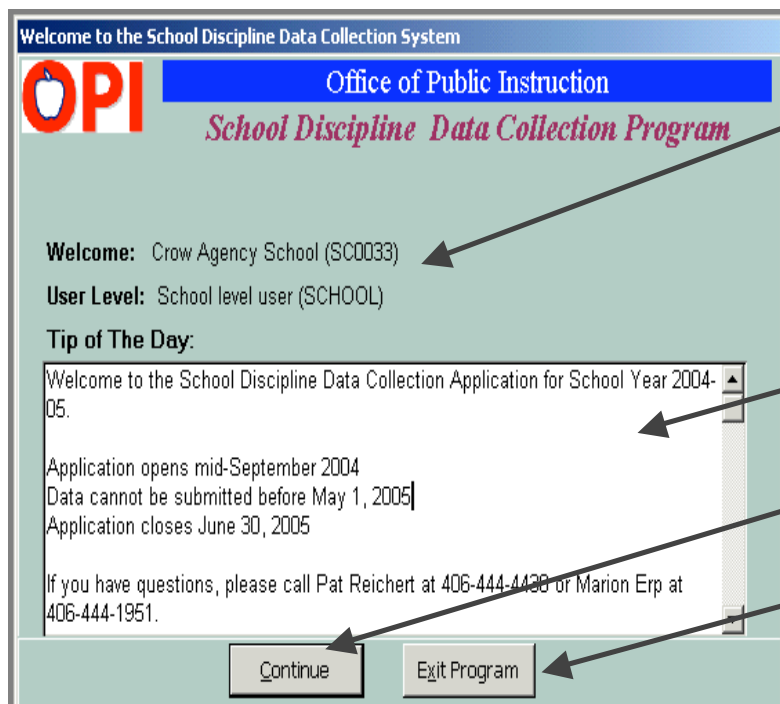 Welcome to the School Discipline Data Collection System
OPI
Office of Public Instruction
School Discipline Data Collection Program
Welcome: Crow Agency School (SC0033)
User Level: School level user (SCHOOL)
Tip of The Day:
Welcome to the School Discipline Data Collection Application for School Year 2004-
05.
Application opens mid-September 2004
Data cannot be submitted before May 1, 2005
Application closes June 30, 2005
If you have questions, please call Pat Reichert at or Marion Erp at
406-444-1951.
Continue
Exit Program